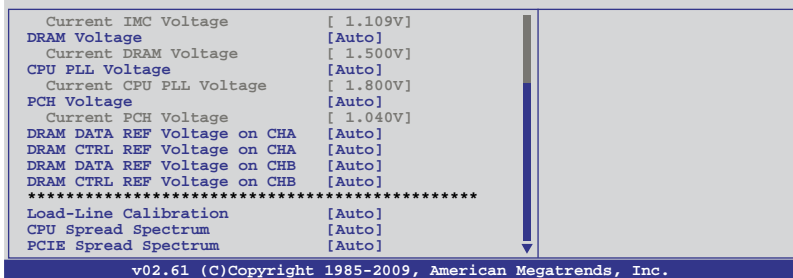 Current IMC Voltage [ 1.109V]
DRAM Voltage [Auto]
Current DRAM Voltage [ 1.500V]
CPU PLL Voltage [Auto]
Current CPU PLL Voltage [ 1.800V]
PCH Voltage [Auto]
Current PCH Voltage [ 1.040V]
DRAM DATA REF Voltage on CHA [Auto]
DRAM CTRL REF Voltage on CHA [Auto]
DRAM DATA REF Voltage on CHB [Auto]
DRAM CTRL REF Voltage on CHB [Auto]
***********************************************
Load-Line Calibration [Auto]
CPU Spread Spectrum [Auto]
PCIE Spread Spectrum [Auto]
v02.61 (C)Copyright 1985-2009, American Megatrends, Inc.